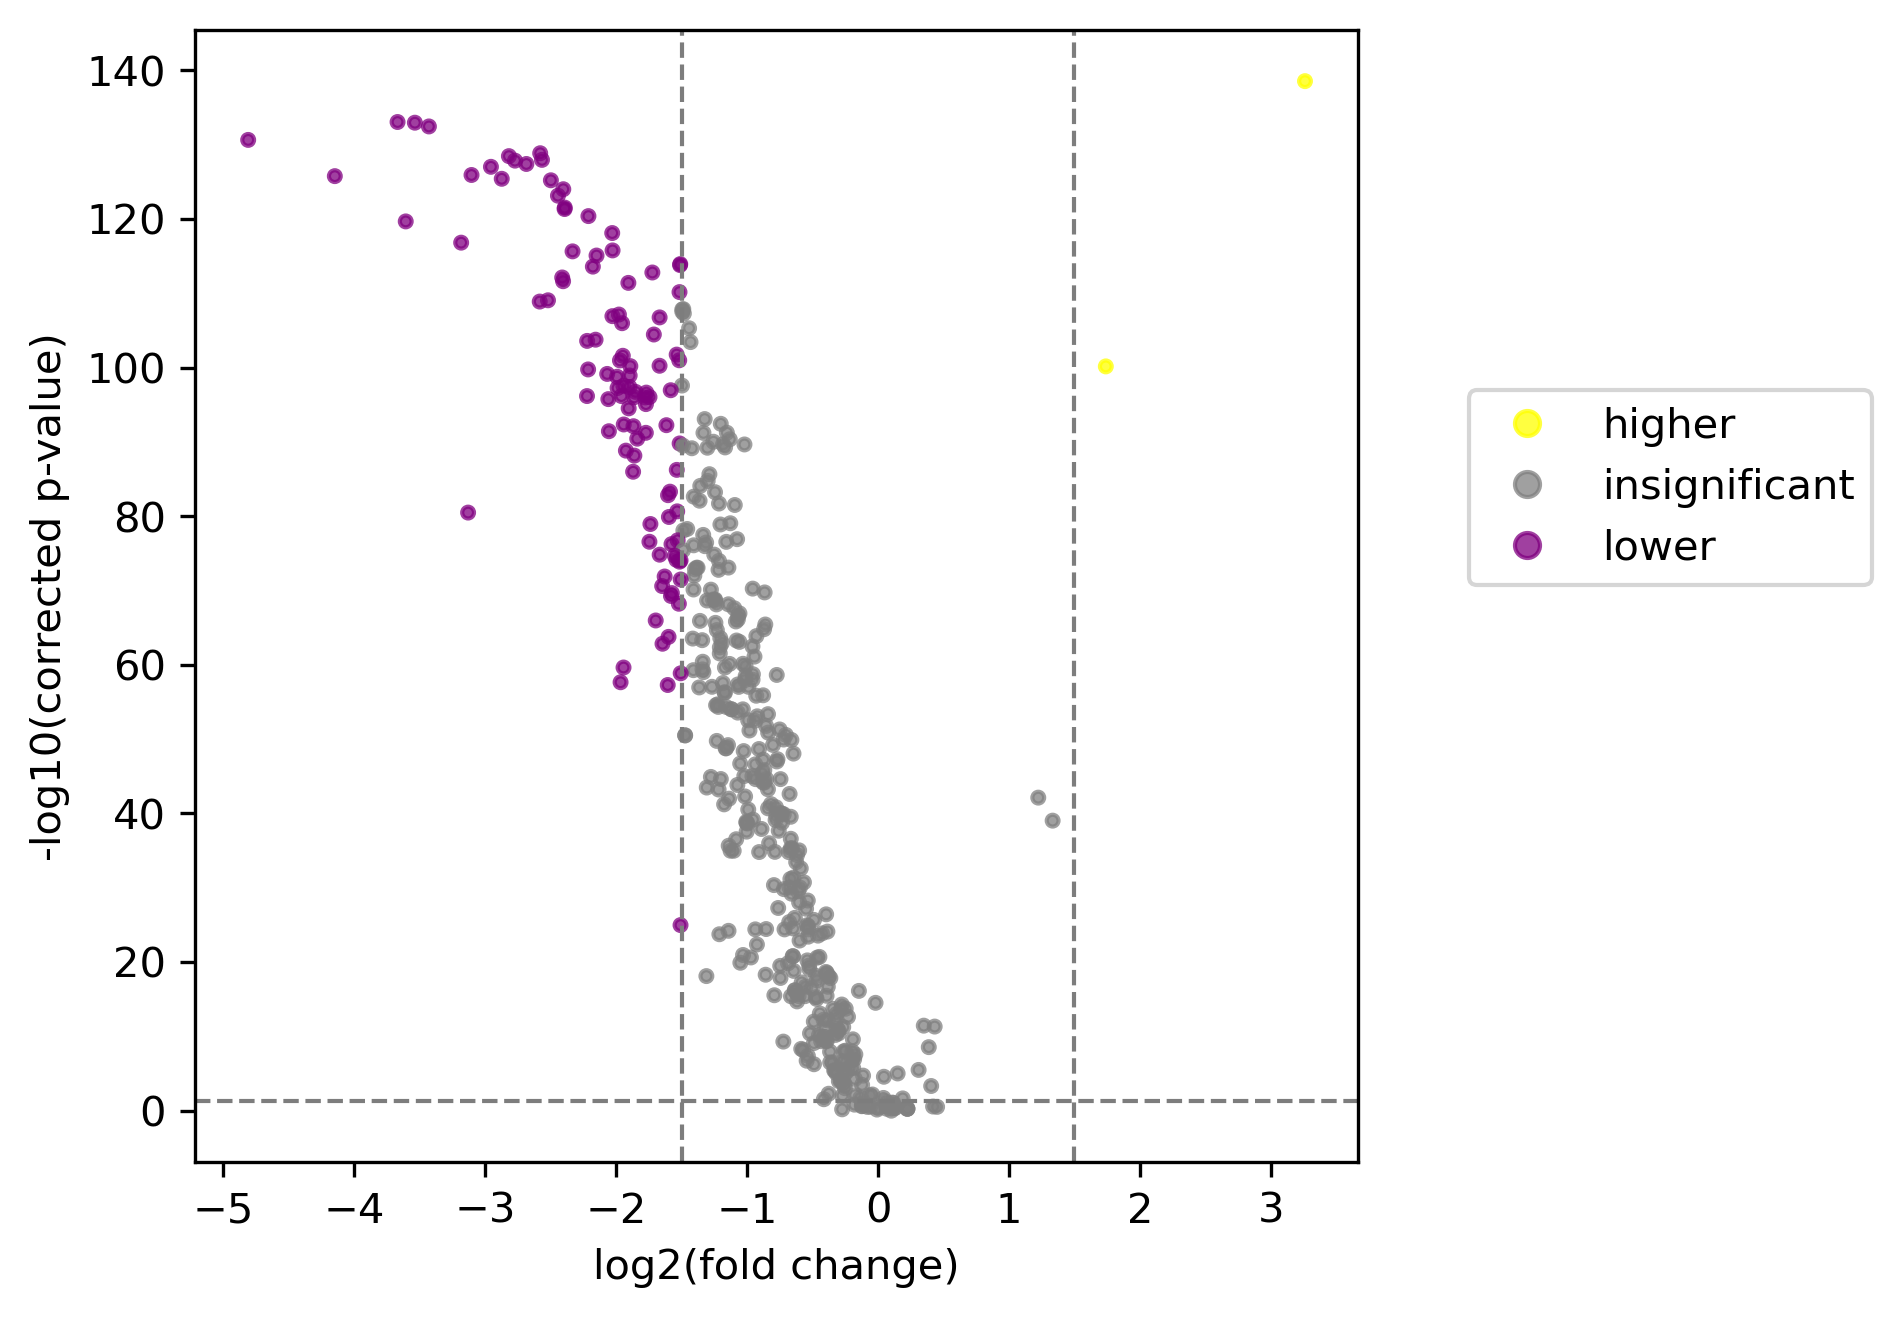 140
120
100
80
60
40
20
0
-log10(corrected p-value)
−5 −4 −3 −2 −1 0 1 2 3
log2(fold change)
higher
insignificant
lower